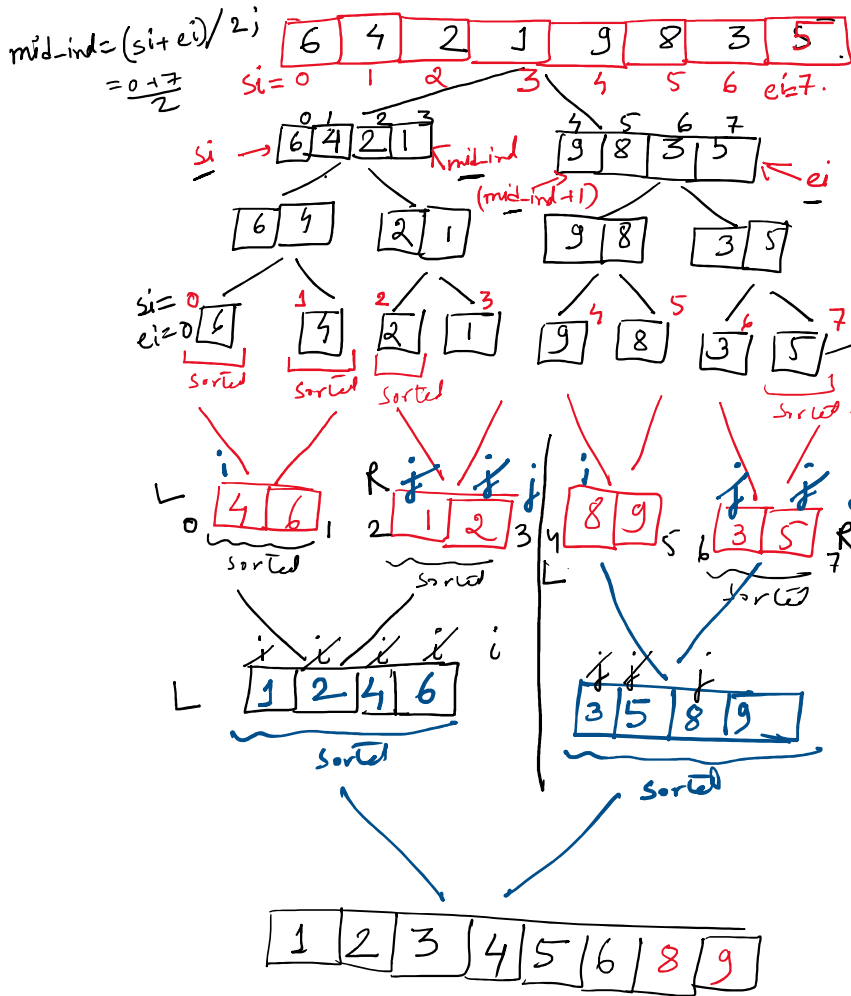 mid_ind = (si + ei) / 2;
6 4 2 1 9 8 3 5
= 0+7
2
si = 0 1 2 3 4 5 6 ei=7.
0 1 2 3
4 5 6 7
6 4 2 1
9 8 3 5
si
mid_ind
(mid_ind+1)
ei
6 4
2 1
9 8
3 5
si= 0 1 2 3 4 5 6 7
ei=0 6 4 2 1 9 8 3 5
sorted sorted sorted sorted
i R j j j j j j
L 4 6 1 2 8 9 3 5 R
0 1 2 3 4 5 6 7
L
sorted sorted sorted
i i i i i
j j j
L 1 2 4 6
3 5 8 9
sorted
sorted
1 2 3 4 5 6 8 9